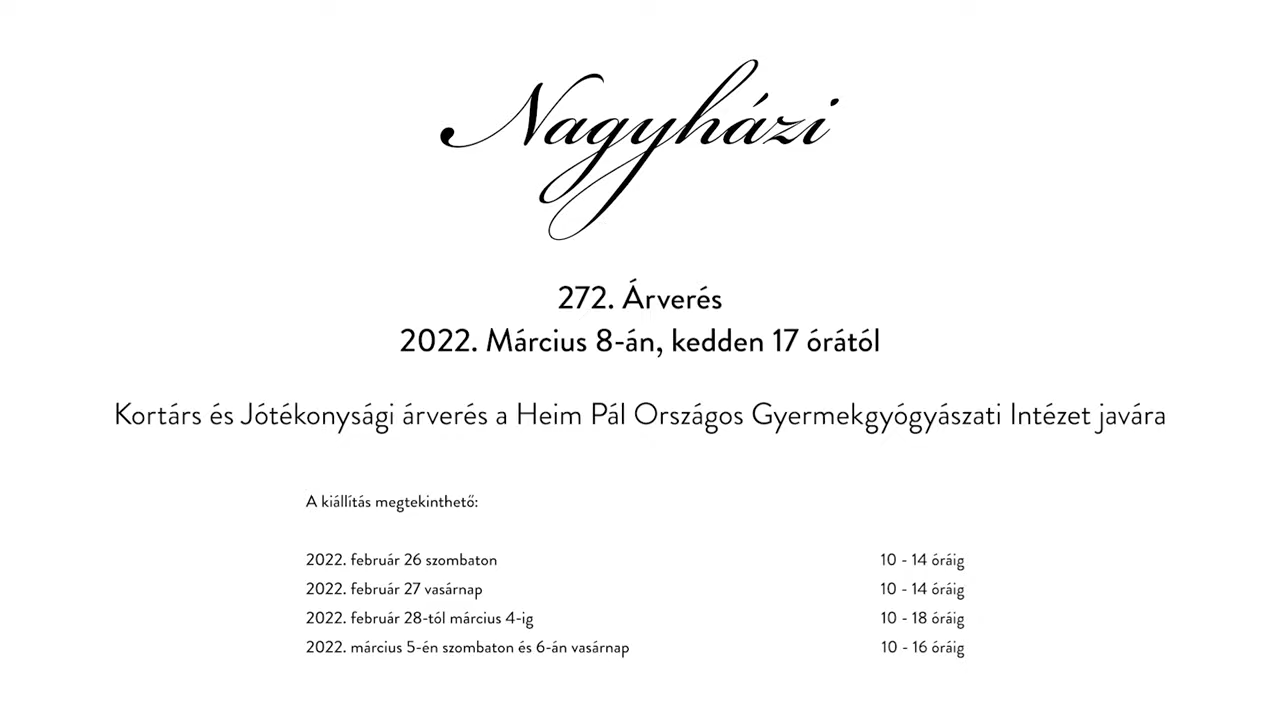 Nagyházi
272. Árverés
2022. Március 8-án, kedden 17 órától
Kortárs és Jótékonysági árverés a Heim Pál Országos Gyermekgyógyászati Intézet javára
A kiállítás megtekinthető:
2022. február 26 szombaton 10 - 14 óráig
2022. február 27 vasárnap 10 - 14 óráig
2022. február 28-tól március 4-ig 10 - 18 óráig
2022. március 5-én szombaton és 6-án vasárnap 10 - 16 óráig